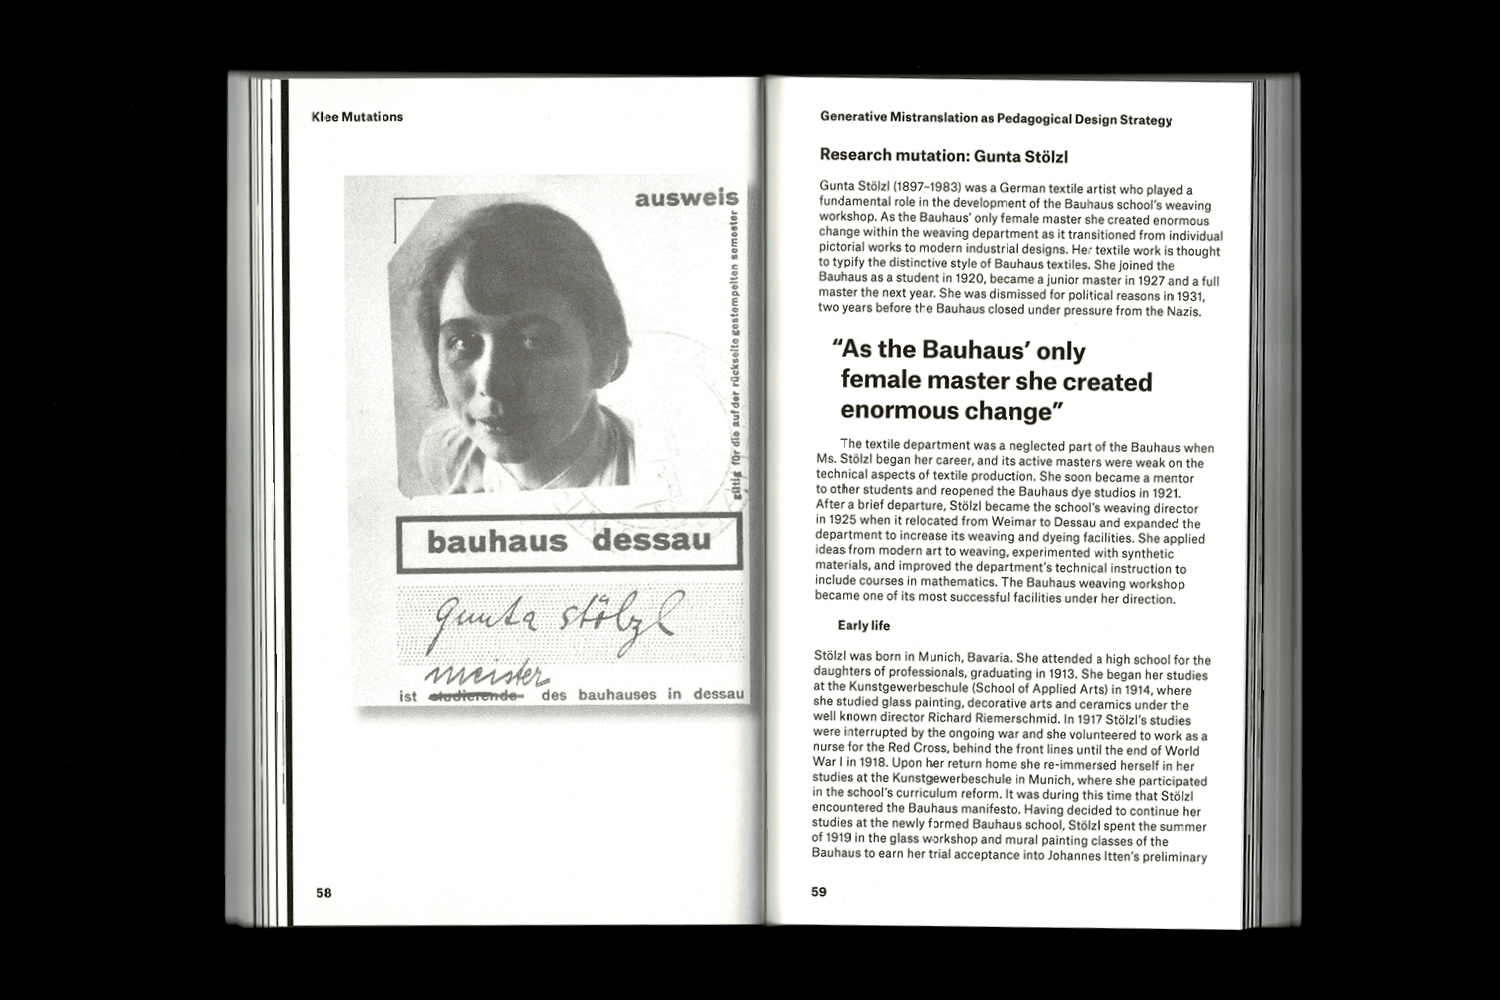 Klee Mutations
ausweis
gültig für die auf der rückseite gestempelten semester
bauhaus dessau
gunta stölzl
meister
ist studierende des bauhauses in dessau
58
Generative Mistranslation as Pedagogical Design Strategy
Research mutation: Gunta Stölzl
Gunta Stölzl (1897–1983) was a German textile artist who played a
fundamental role in the development of the Bauhaus school's weaving
workshop. As the Bauhaus' only female master she created enormous
change within the weaving department as it transitioned from individual
pictorial works to modern industrial designs. Her textile work is thought
to typify the distinctive style of Bauhaus textiles. She joined the
Bauhaus as a student in 1920, became a junior master in 1927 and a full
master the next year. She was dismissed for political reasons in 1931,
two years before the Bauhaus closed under pressure from the Nazis.
“As the Bauhaus’ only
female master she created
enormous change”
The textile department was a neglected part of the Bauhaus when
Ms. Stölzl began her career, and its active masters were weak on the
technical aspects of textile production. She soon became a mentor
to other students and reopened the Bauhaus dye studios in 1921.
After a brief departure, Stölzl became the school's weaving director
in 1925 when it relocated from Weimar to Dessau and expanded the
department to increase its weaving and dyeing facilities. She applied
ideas from modern art to weaving, experimented with synthetic
materials, and improved the department's technical instruction to
include courses in mathematics. The Bauhaus weaving workshop
became one of its most successful facilities under her direction.
Early life
Stölzl was born in Munich, Bavaria. She attended a high school for the
daughters of professionals, graduating in 1913. She began her studies
at the Kunstgewerbeschule (School of Applied Arts) in 1914, where
she studied glass painting, decorative arts and ceramics under the
well known director Richard Riemerschmid. In 1917 Stölzl's studies
were interrupted by the ongoing war and she volunteered to work as a
nurse for the Red Cross, behind the front lines until the end of World
War I in 1918. Upon her return home she re-immersed herself in her
studies at the Kunstgewerbeschule in Munich, where she participated
in the school's curriculum reform. It was during this time that Stölzl
encountered the Bauhaus manifesto. Having decided to continue her
studies at the newly formed Bauhaus school, Stölzl spent the summer
of 1919 in the glass workshop and mural painting classes of the
Bauhaus to earn her trial acceptance into Johannes Itten's preliminary
59